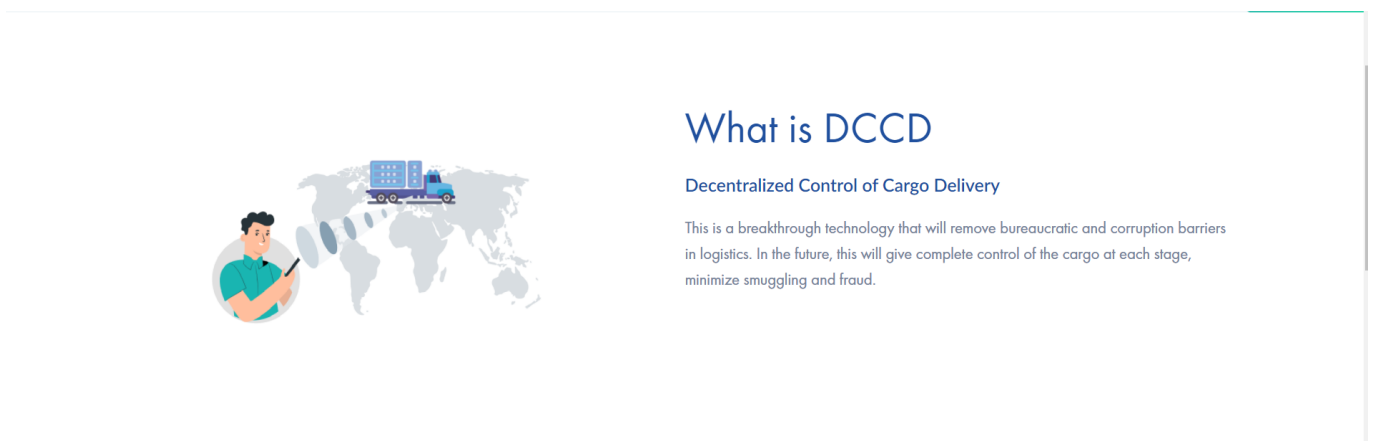 What is DCCD
Decentralized Control of Cargo Delivery
This is a breakthrough technology that will remove bureaucratic and corruption barriers
in logistics. In the future, this will give complete control of the cargo at each stage,
minimize smuggling and fraud.